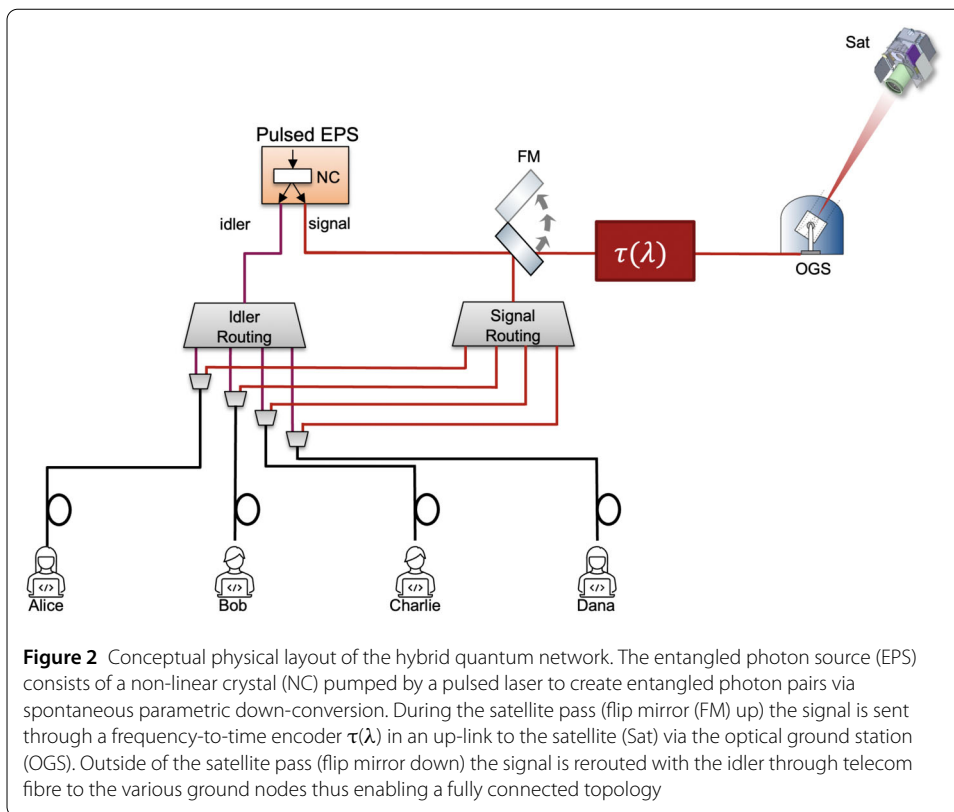 Sat
Pulsed EPS
NC
idler
signal
FM
τ(λ)
OGS
Idler
Routing
Signal
Routing
</>
</>
</>
</>
Alice
Bob
Charlie
Dana
Figure 2 Conceptual physical layout of the hybrid quantum network. The entangled photon source (EPS)
consists of a non-linear crystal (NC) pumped by a pulsed laser to create entangled photon pairs via
spontaneous parametric down-conversion. During the satellite pass (flip mirror (FM) up) the signal is sent
through a frequency-to-time encoder τ(λ) in an up-link to the satellite (Sat) via the optical ground station
(OGS). Outside of the satellite pass (flip mirror down) the signal is rerouted with the idler through telecom
fibre to the various ground nodes thus enabling a fully connected topology